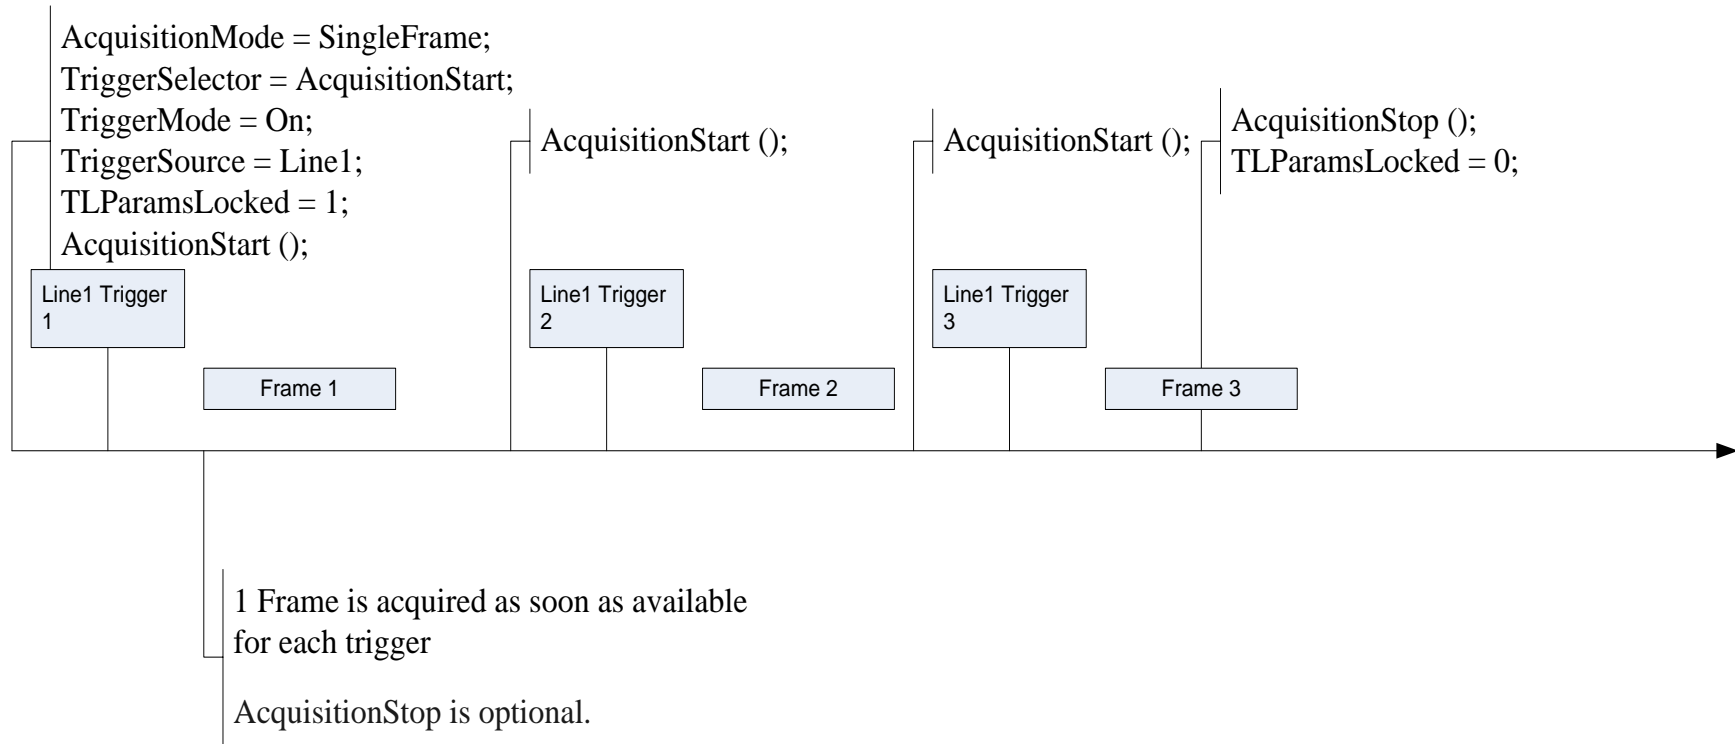 AcquisitionMode = SingleFrame;
TriggerSelector = AcquisitionStart;
TriggerMode = On;
TriggerSource = Line1;
TLParamsLocked = 1;
AcquisitionStart ();
AcquisitionStart ();
AcquisitionStart ();
AcquisitionStop ();
TLParamsLocked = 0;
Line1 Trigger
1
Line1 Trigger
2
Line1 Trigger
3
Frame 1
Frame 2
Frame 3
1 Frame is acquired as soon as available
for each trigger
AcquisitionStop is optional.